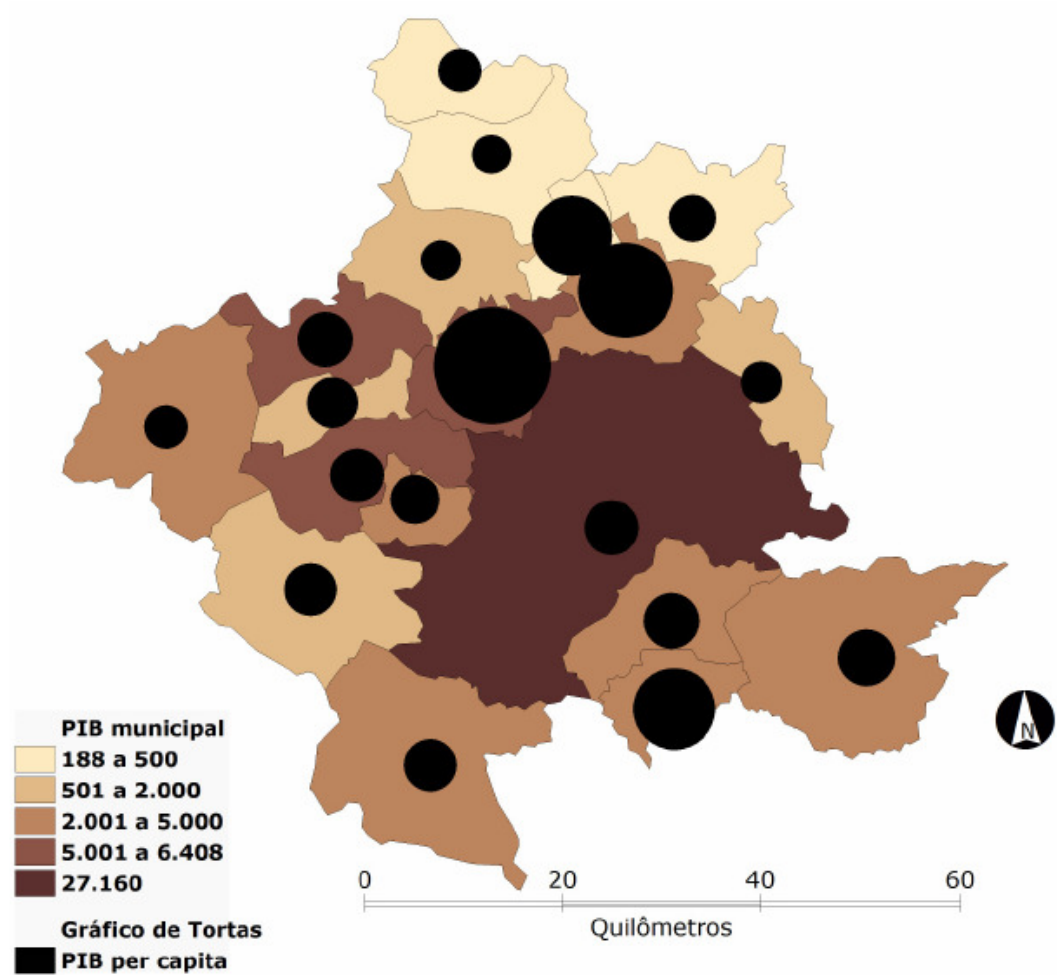 N
PIB municipal
188 a 500
501 a 2.000
2.001 a 5.000
5.001 a 6.408
27.160
Gráfico de Tortas
PIB per capita
0 20 40 60
Quilômetros